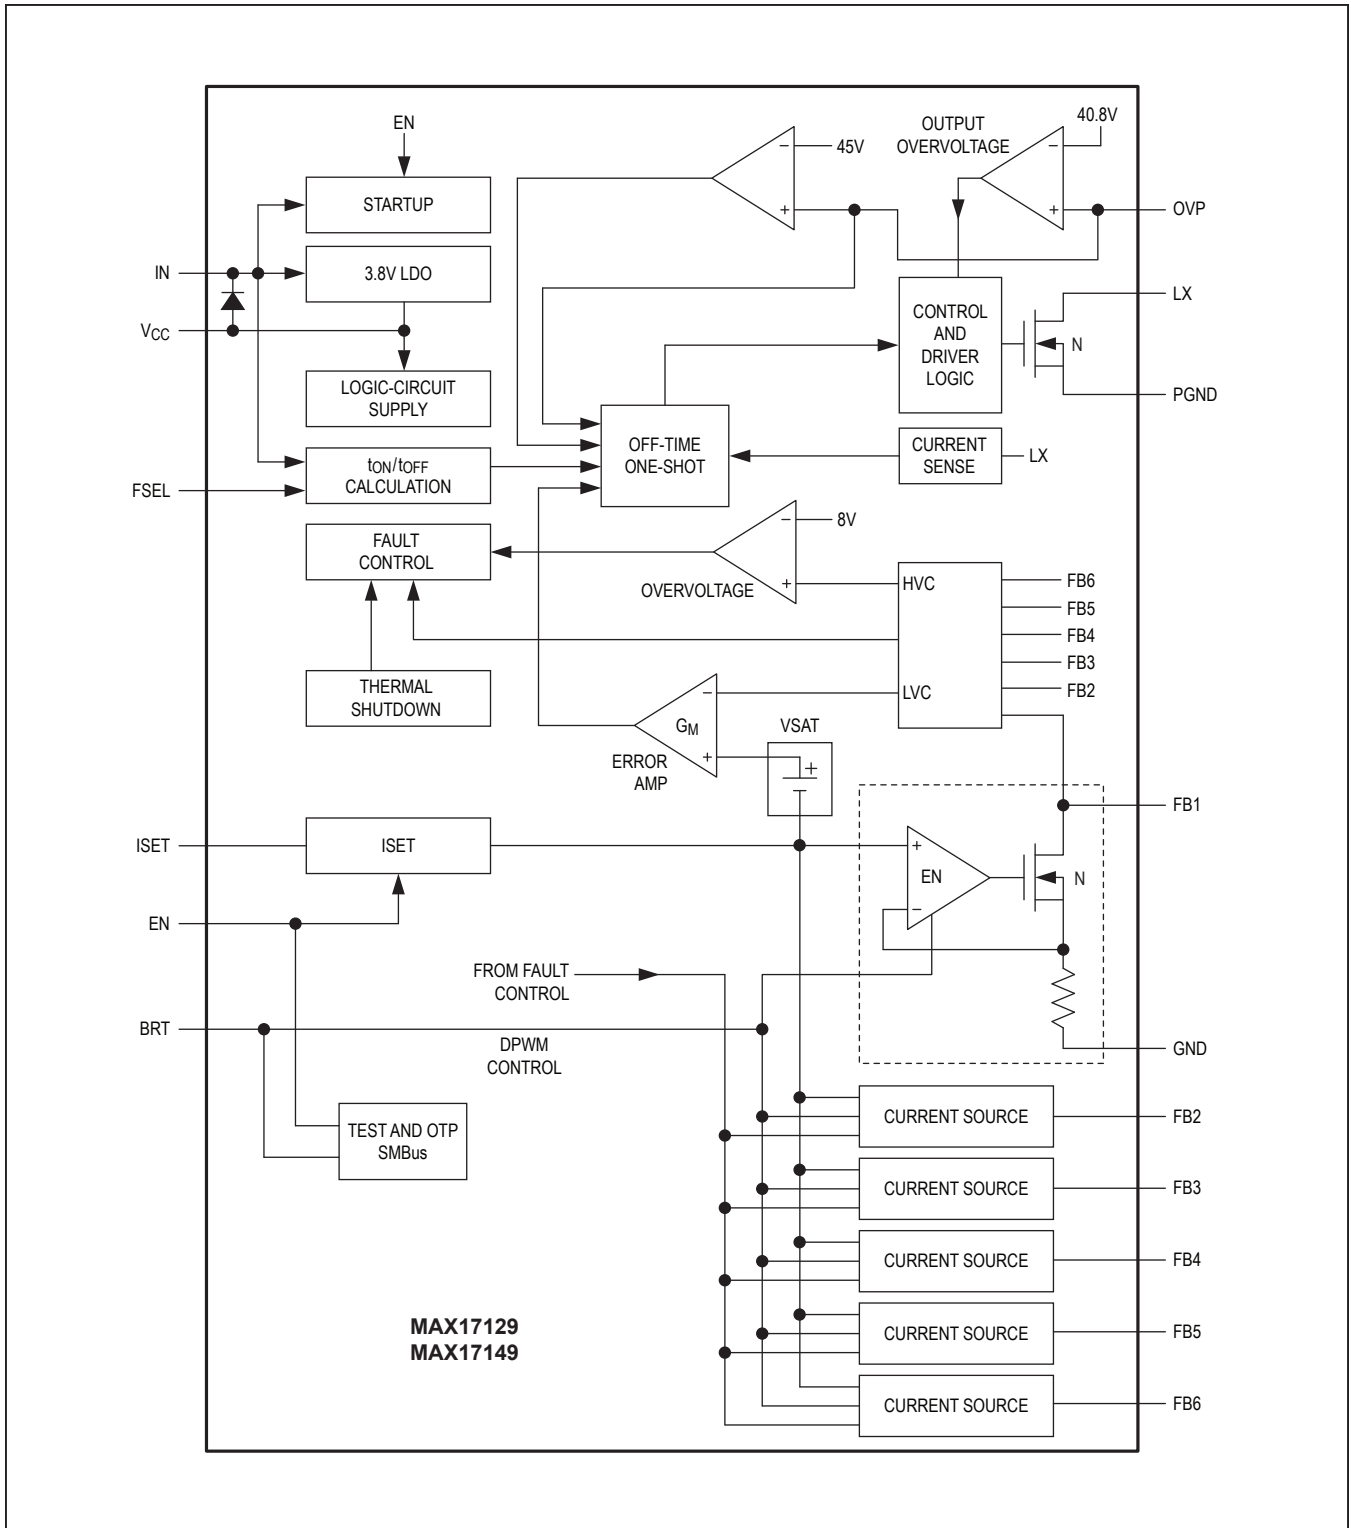 EN
STARTUP
IN
3.8V LDO
VCC
LOGIC-CIRCUIT
SUPPLY
tON/tOFF
CALCULATION
FSEL
FAULT
CONTROL
THERMAL
SHUTDOWN
−
45V
+
OUTPUT
OVERVOLTAGE
40.8V
−
+
OVP
CONTROL
AND
DRIVER
LOGIC
LX
N
PGND
OFF-TIME
ONE-SHOT
CURRENT
SENSE
LX
−
8V
+
OVERVOLTAGE
HVC
LVC
FB6
FB5
FB4
FB3
FB2
−
GM
+
ERROR
AMP
VSAT
+
FB1
ISET
ISET
+
EN
−
N
GND
EN
FROM FAULT
CONTROL
BRT
DPWM
CONTROL
TEST AND OTP
SMBus
CURRENT SOURCE
FB2
CURRENT SOURCE
FB3
CURRENT SOURCE
FB4
CURRENT SOURCE
FB5
CURRENT SOURCE
FB6
MAX17129
MAX17149